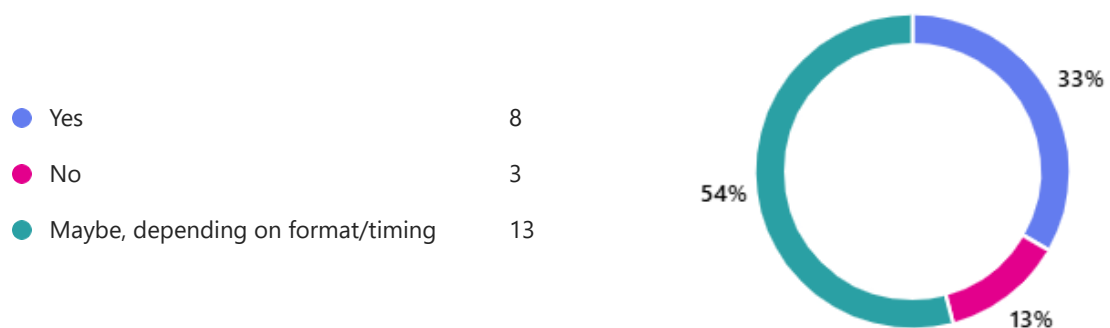 Yes 8
No 3
Maybe, depending on format/timing 13
33%
54%
13%